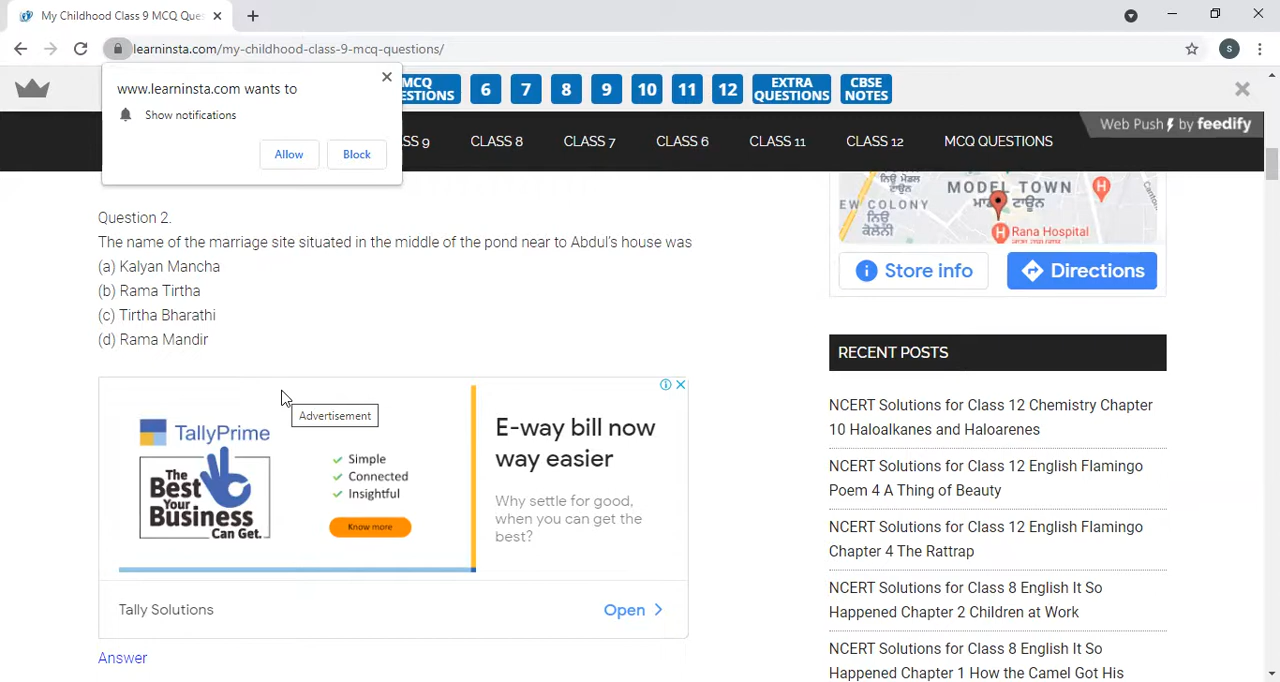 My Childhood Class 9 MCQ Ques
learninsta.com/my-childhood-class-9-mcq-questions/
S
www.learninsta.com wants to
Show notifications
Allow
Block
MCQ
ESTIONS
6
7
8
9
10
11
12
EXTRA
QUESTIONS
CBSE
NOTES
Web Push by feedify
SS 9
CLASS 8
CLASS 7
CLASS 6
CLASS 11
CLASS 12
MCQ QUESTIONS
Question 2.
The name of the marriage site situated in the middle of the pond near to Abdul's house was
(a) Kalyan Mancha
(b) Rama Tirtha
(c) Tirtha Bharathi
(d) Rama Mandir
Advertisement
TallyPrime
The
Best
Your
Business
Can Get.
Simple
Connected
Insightful
Know more
E-way bill now
way easier
Why settle for good,
when you can get the
best?
Tally Solutions
Open
Answer
ਮਾਡਲ ਟਾਊਨ
MODEL TOWN
EW COLONY
ਨਿਊ
ਕੋਲੋਨੀ
H
H
Rana Hospital
Store info
Directions
RECENT POSTS
NCERT Solutions for Class 12 Chemistry Chapter
10 Haloalkanes and Haloarenes
NCERT Solutions for Class 12 English Flamingo
Poem 4 A Thing of Beauty
NCERT Solutions for Class 12 English Flamingo
Chapter 4 The Rattrap
NCERT Solutions for Class 8 English It So
Happened Chapter 2 Children at Work
NCERT Solutions for Class 8 English It So
Happened Chapter 1 How the Camel Got His